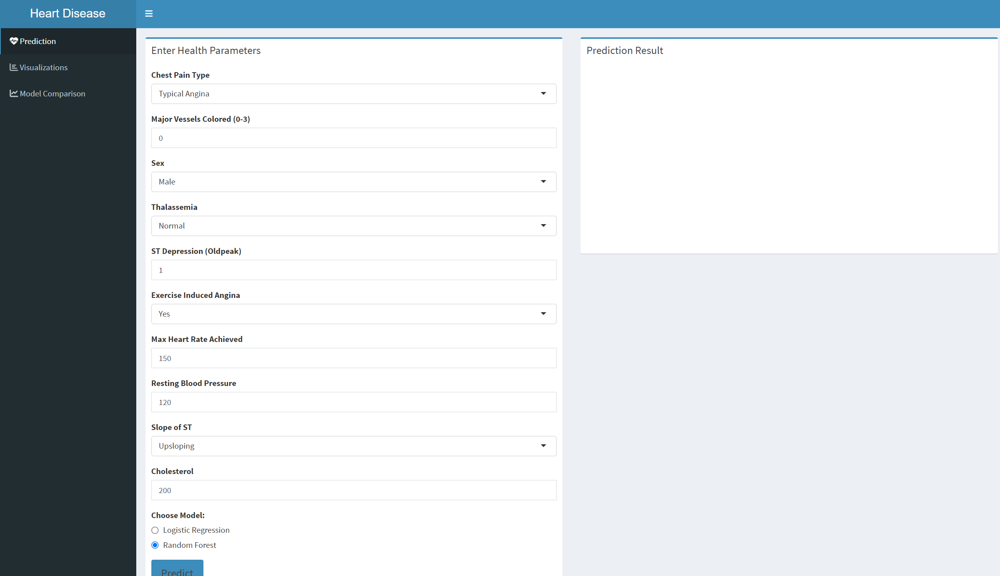 Heart Disease
Prediction
Visualizations
Model Comparison
Enter Health Parameters
Chest Pain Type
Typical Angina
Major Vessels Colored (0-3)
0
Sex
Male
Thalassemia
Normal
ST Depression (Oldpeak)
1
Exercise Induced Angina
Yes
Max Heart Rate Achieved
150
Resting Blood Pressure
120
Slope of ST
Upsloping
Cholesterol
200
Choose Model:
Logistic Regression
Random Forest
Predict
Prediction Result